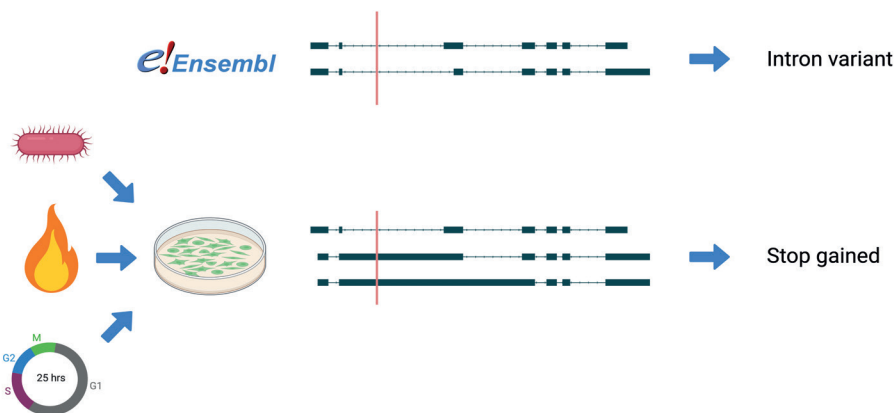 e!Ensembl
Intron variant
Stop gained
M
G2
25 hrs
G1
S